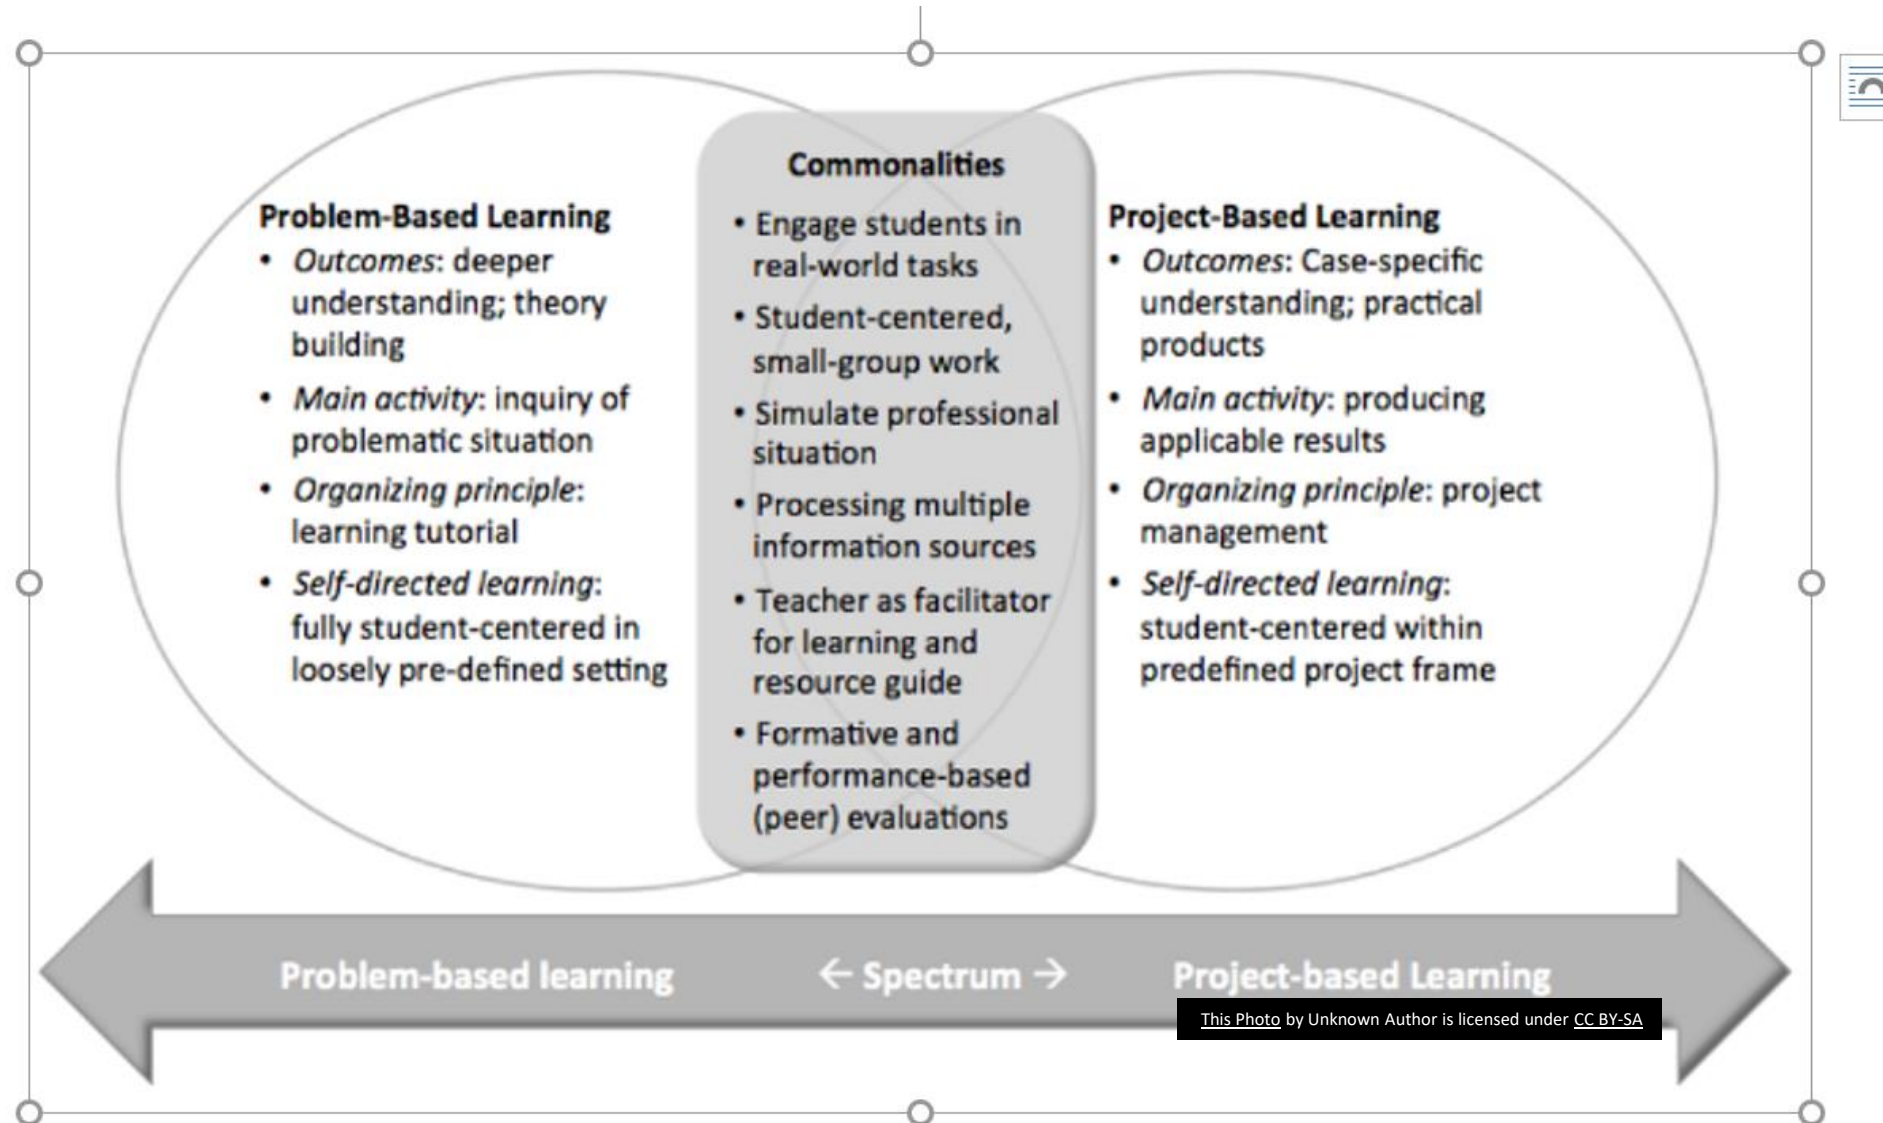 Problem-Based Learning
• Outcomes: deeper
understanding; theory
building
• Main activity: inquiry of
problematic situation
• Organizing principle:
learning tutorial
• Self-directed learning:
fully student-centered in
loosely pre-defined setting
Commonalities
• Engage students in
real-world tasks
• Student-centered,
small-group work
• Simulate professional
situation
• Processing multiple
information sources
• Teacher as facilitator
for learning and
resource guide
• Formative and
performance-based
(peer) evaluations
Project-Based Learning
• Outcomes: Case-specific
understanding; practical
products
• Main activity: producing
applicable results
• Organizing principle: project
management
• Self-directed learning:
student-centered within
predefined project frame
Problem-based learning ← Spectrum → Project-based Learning
This Photo by Unknown Author is licensed under CC BY-SA